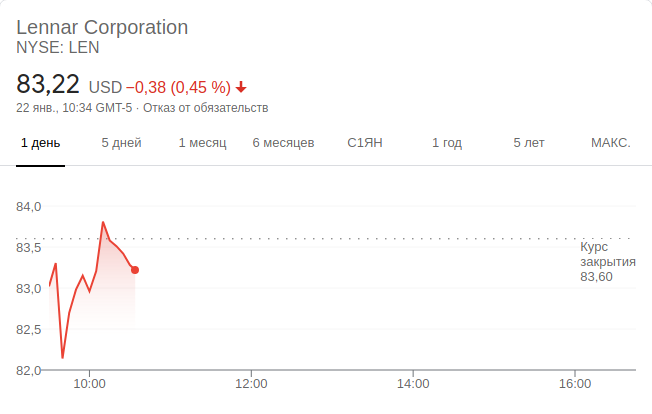 Lennar Corporation
NYSE: LEN
83,22 USD −0,38 (0,45 %)
22 янв., 10:34 GMT-5 · Отказ от обязательств
1 день 5 дней 1 месяц 6 месяцев С1ЯН 1 год 5 лет МАКС.
84,0
83,5
Курс
закрытия
83,60
83,0
82,5
82,0
10:00 12:00 14:00 16:00